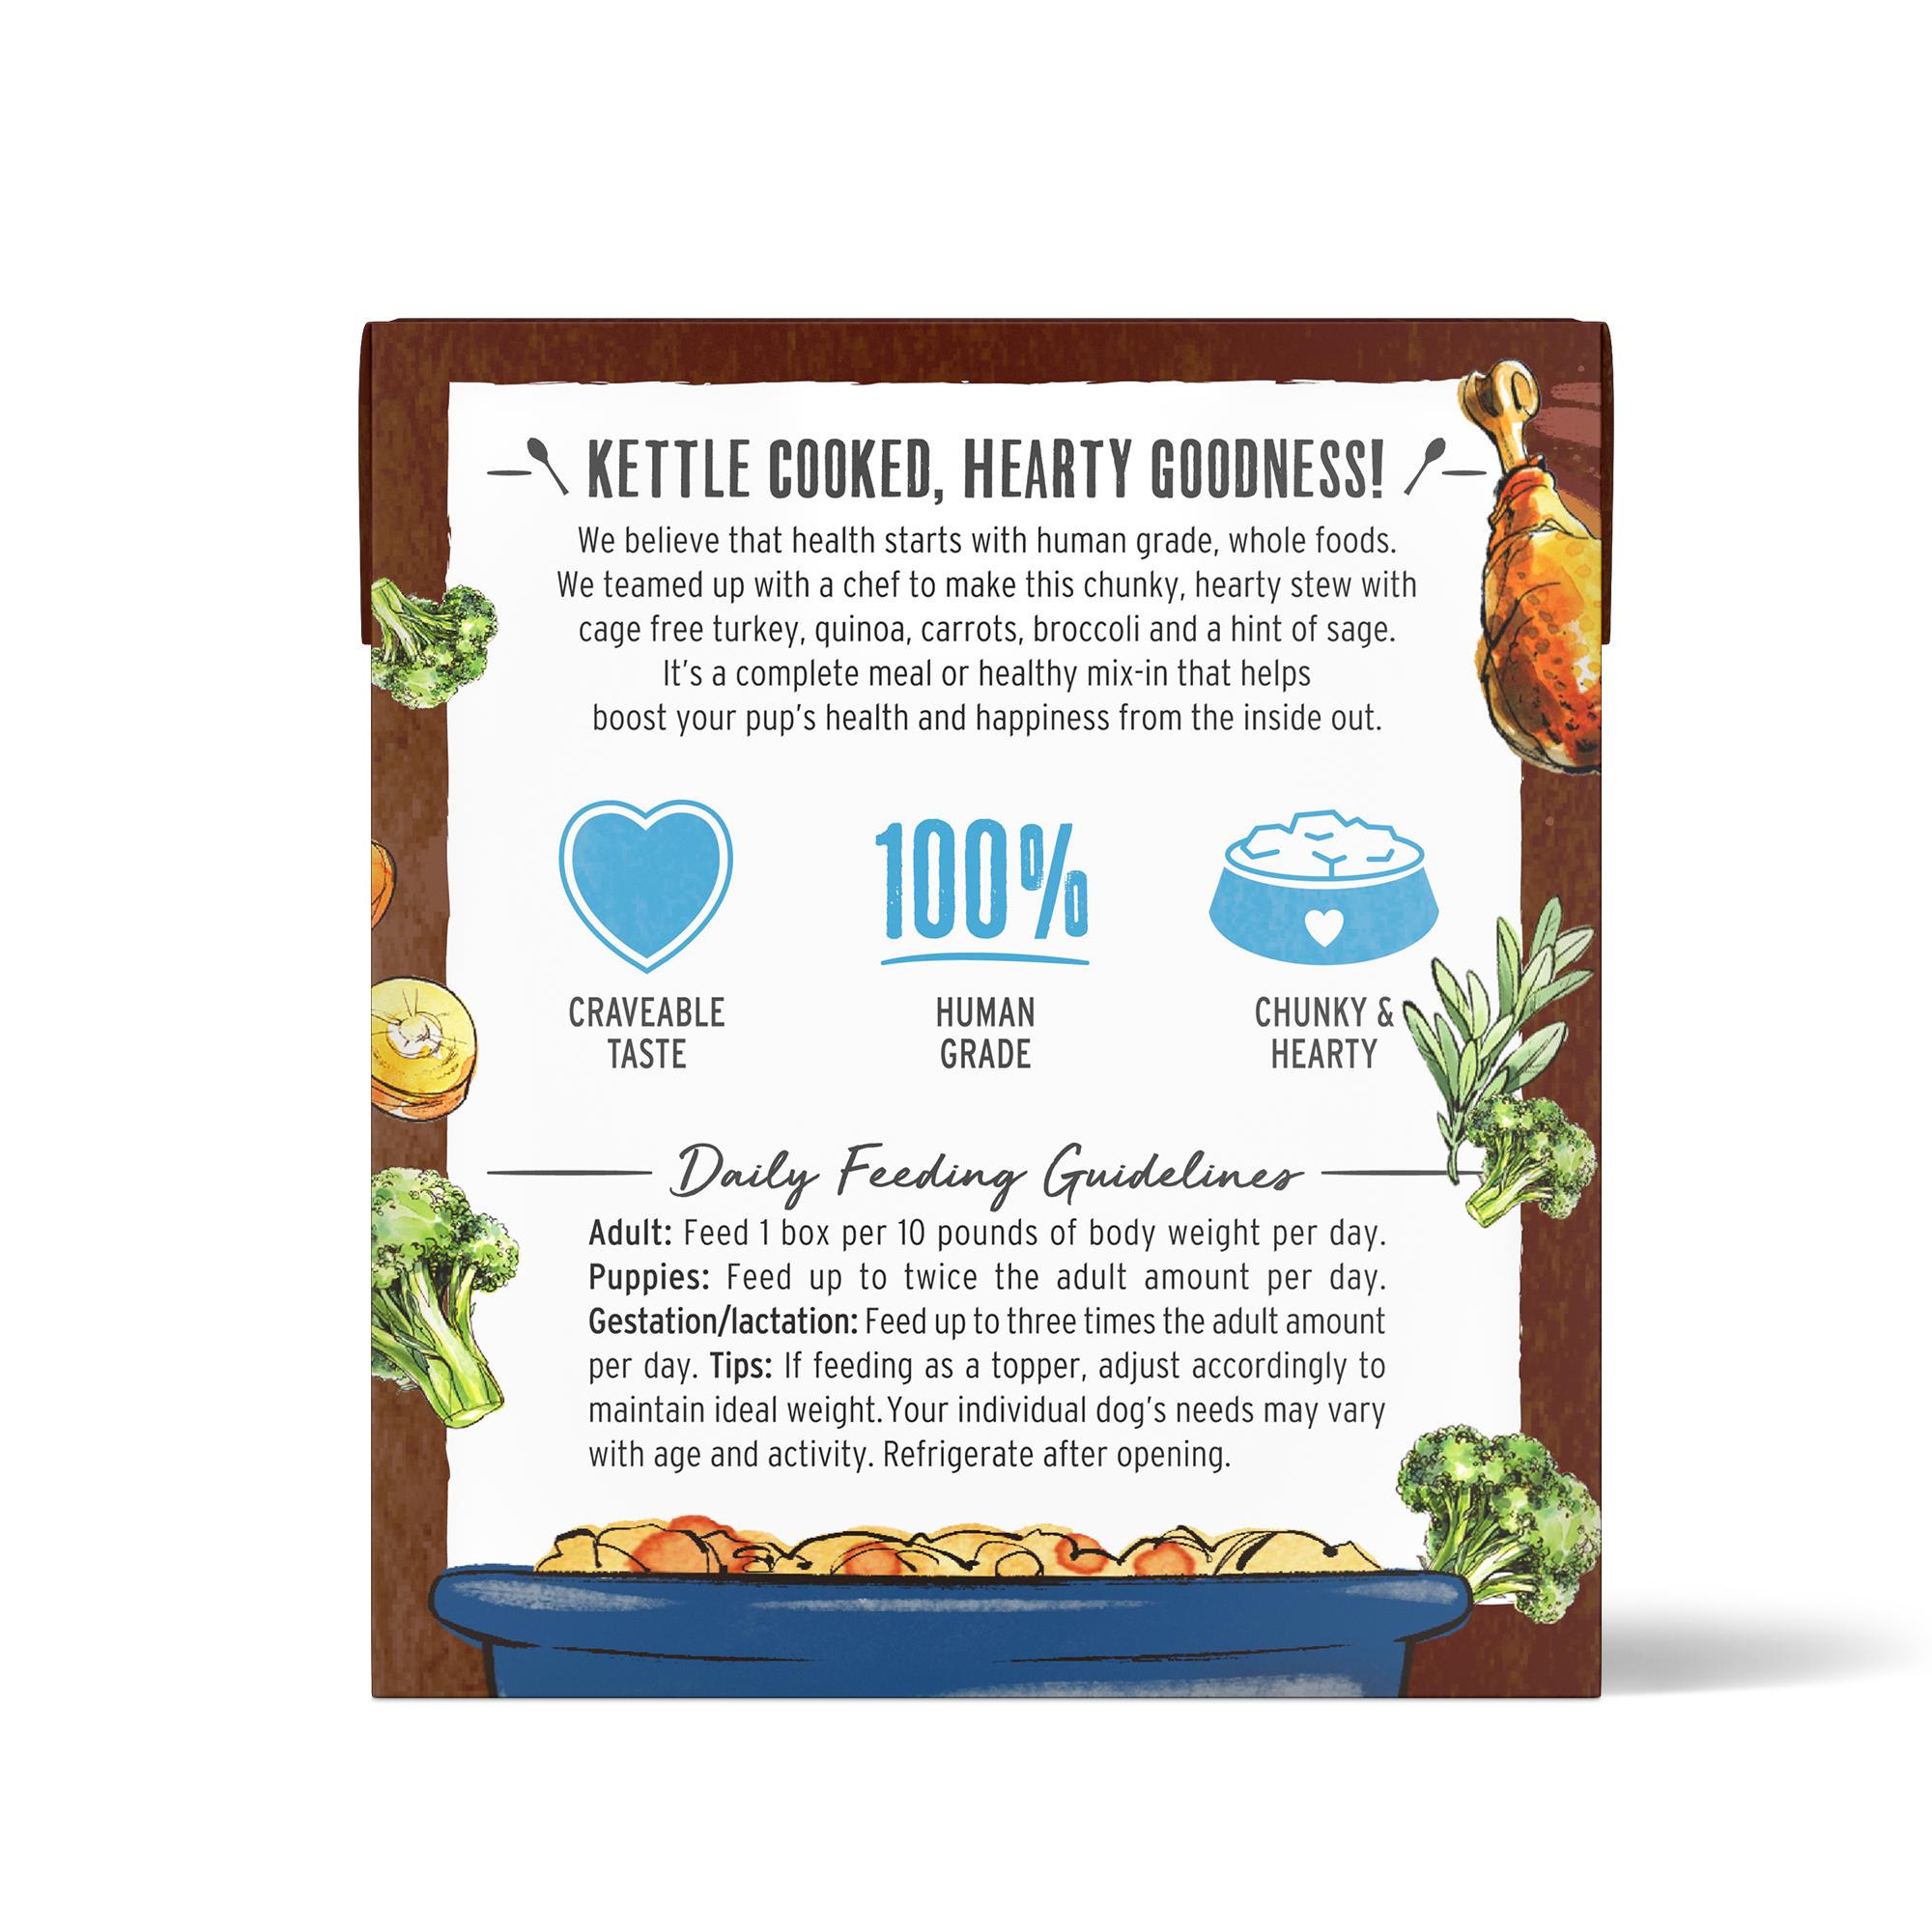 KETTLE COOKED, HEARTY GOODNESS!
We believe that health starts with human grade, whole foods.
We teamed up with a chef to make this chunky, hearty stew with
cage free turkey, quinoa, carrots, broccoli and a hint of sage.
It's a complete meal or healthy mix-in that helps
boost your pup's health and happiness from the inside out.
100%
CRAVEABLE
TASTE
HUMAN
GRADE
CHUNKY &
HEARTY
Daily Feeding Guidelines
Adult: Feed 1 box per 10 pounds of body weight per day.
Puppies: Feed up to twice the adult amount per day.
Gestation/lactation: Feed up to three times the adult amount
per day. Tips: If feeding as a topper, adjust accordingly to
maintain ideal weight. Your individual dog's needs may vary
with age and activity. Refrigerate after opening.